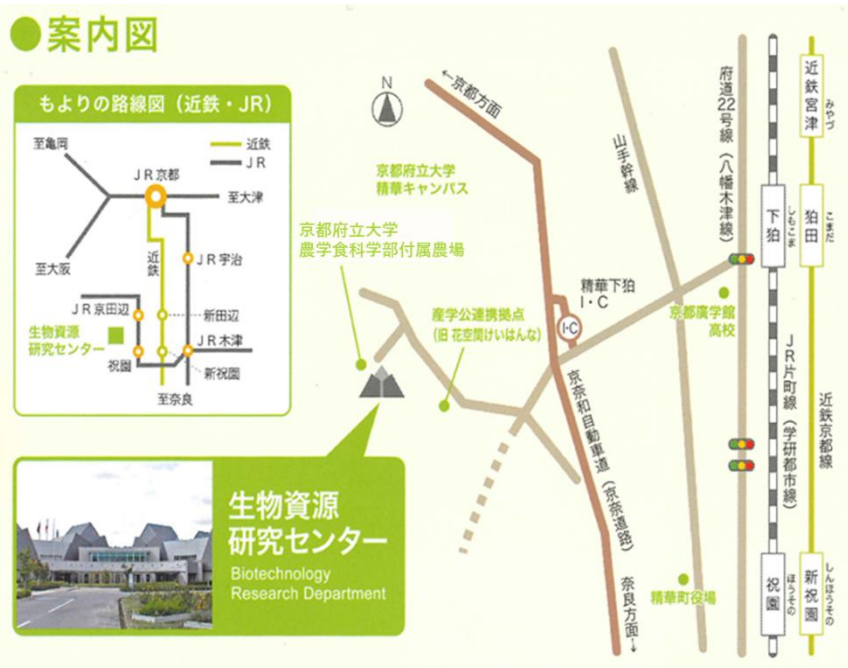 ●案内図
もよりの路線図（近鉄・JR）
至亀岡
近鉄
JR
JR京都
至大津
至大阪
近鉄
JR宇治
JR京田辺
新田辺
生物資源
研究センター
JR木津
祝園
新祝園
至奈良
N
←京都方面
京都府立大学
精華キャンパス
京都府立大学
農学食科学部付属農場
産学公連携拠点
(旧 花空間けいはんな)
精華下狛
I・C
I・C
山手幹線
府道22号線（八幡木津線）
京都廣学館
高校
京奈和自動車道（京奈道路）
奈良方面→
精華町役場
下狛
しもこま
JR片町線（学研都市線）
祝園
ほうその
近鉄宮津
みやづ
狛田
こまだ
近鉄京都線
新祝園
しんほうその
生物資源
研究センター
Biotechnology
Research Department